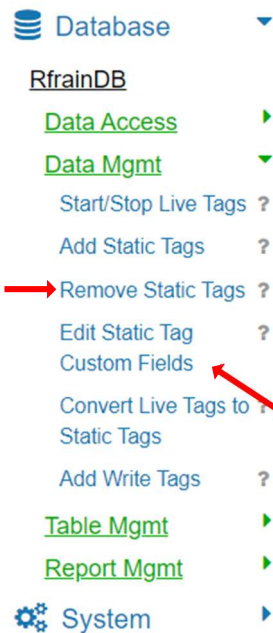 Database
RfrainDB
Data Access
Data Mgmt
Start/Stop Live Tags ?
Add Static Tags ?
Remove Static Tags ?
Edit Static Tag ?
Custom Fields
Convert Live Tags to ?
Static Tags
Add Write Tags ?
Table Mgmt
Report Mgmt
System